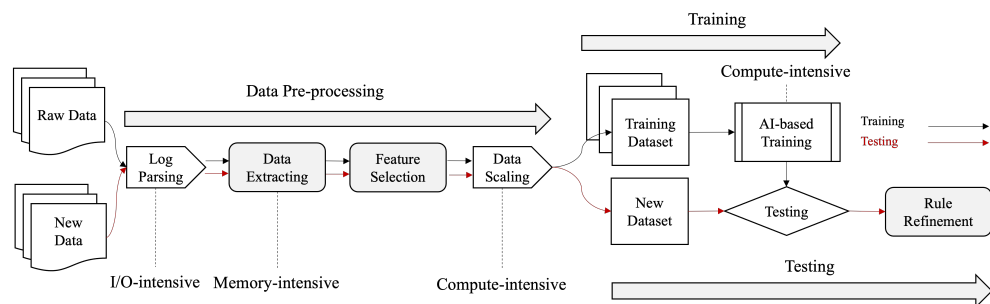 Training
Compute-intensive
Data Pre-processing
Raw Data
Training
Dataset
AI-based
Training
Training
Testing
Log
Parsing
Data
Extracting
Feature
Selection
Data
Scaling
New
Data
New
Dataset
Testing
Rule
Refinement
I/O-intensive
Memory-intensive
Compute-intensive
Testing